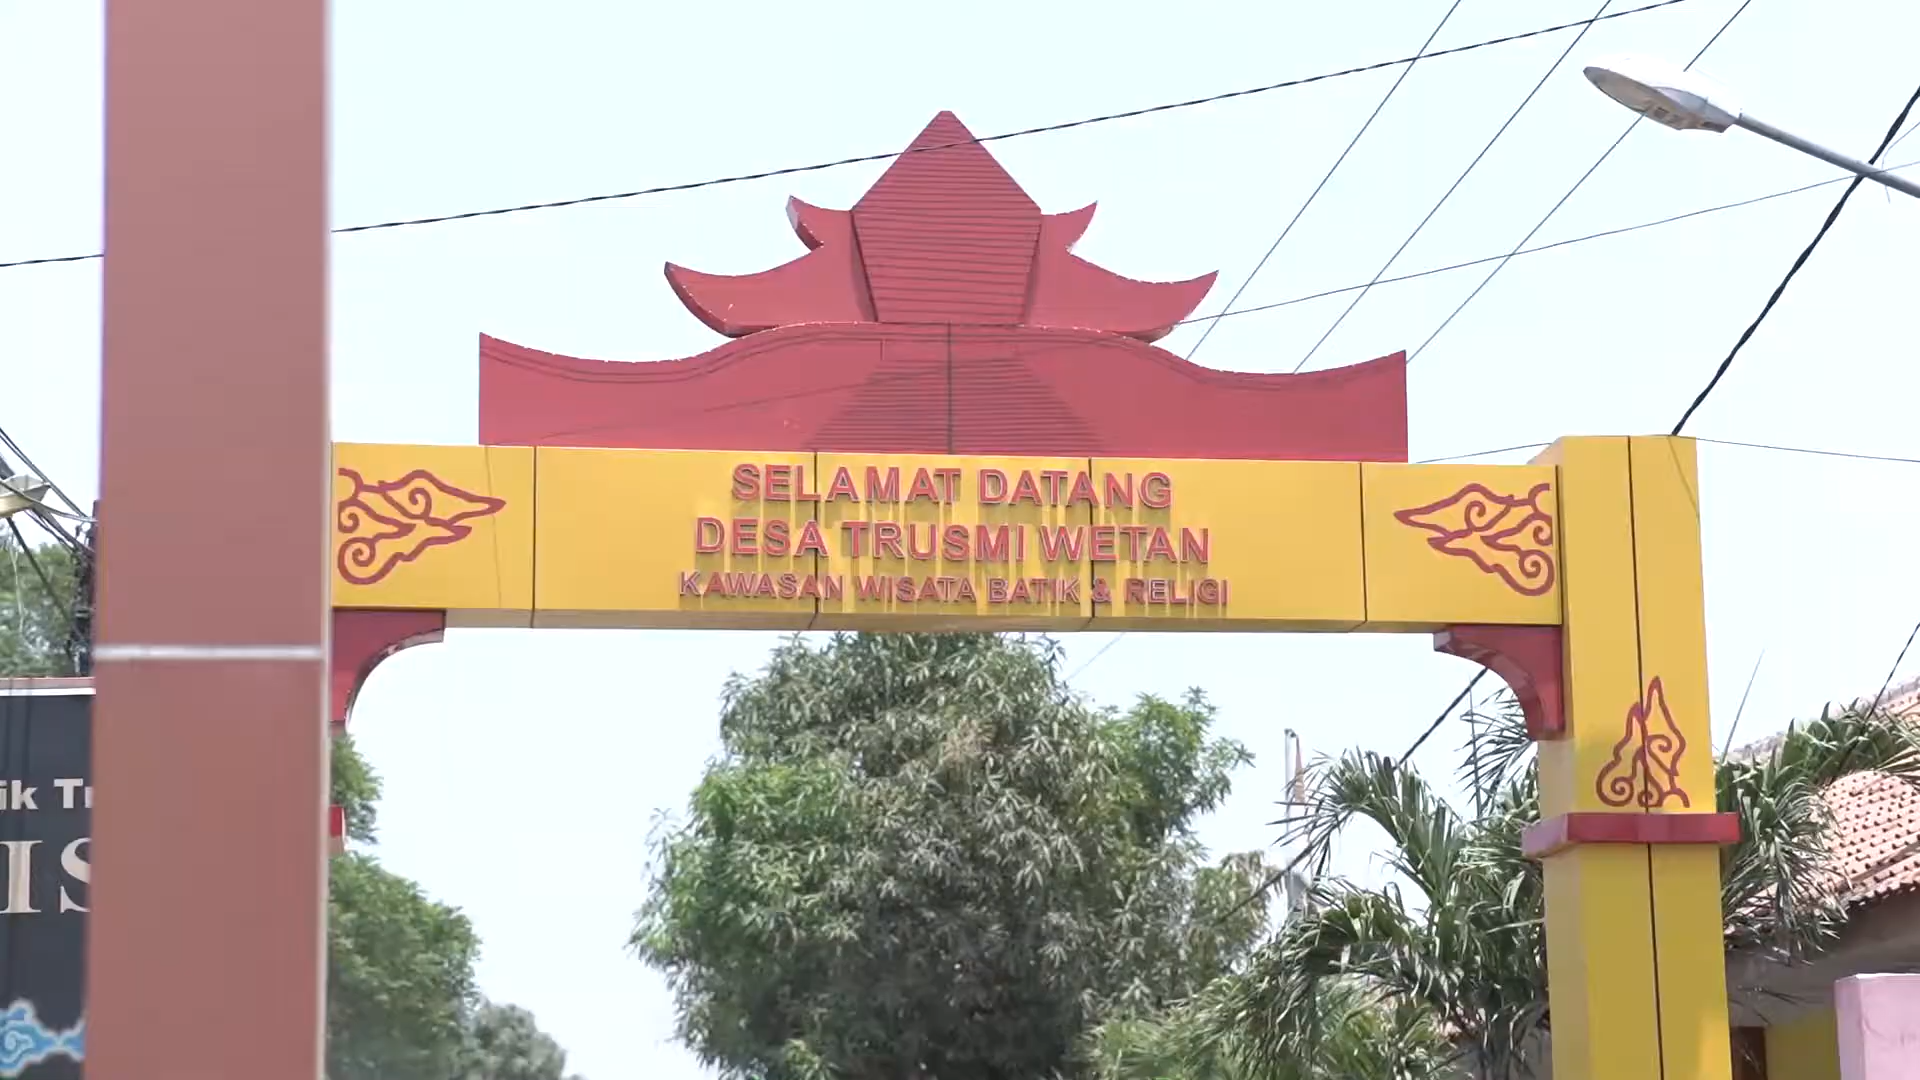 SELAMAT DATANG
DESA TRUSMI WETAN
KAWASAN WISATA BATIK & RELIGI